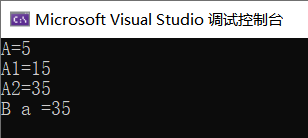 Microsoft Visual Studio 调试控制台
A=5
A1=15
A2=35
B a =35